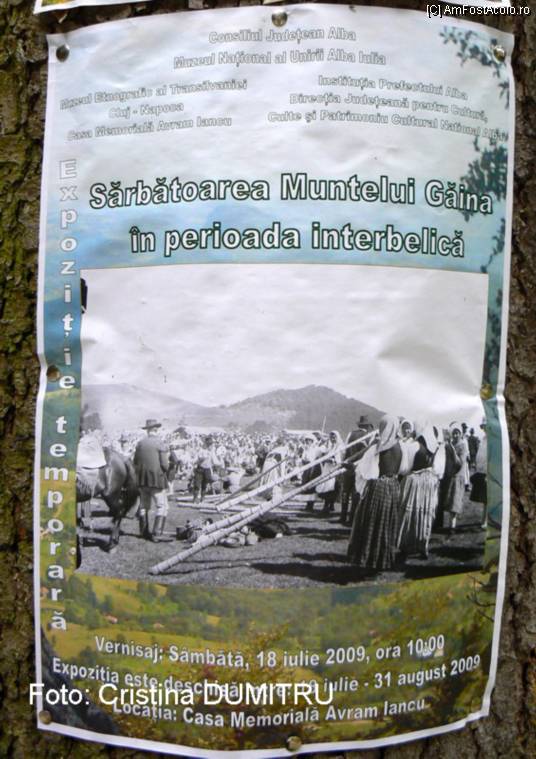 [C] AmFostAcolo.ro
Consiliul Județean Alba
Muzeul Național al Unirii Alba Iulia
Muzeul Etnografic al Transilvaniei
Cluj - Napoca
Casa Memorială Avram Iancu
Instituția Prefectului Alba
Direcția Județeană pentru Cultură,
Culte și Patrimoniu Cultural Național Alba
Expoziție temporară
Sărbătoarea Muntelui Găina
în perioada interbelică
Vernisaj: Sâmbătă, 18 iulie 2009, ora 10:00
Expoziția este deschisă iulie - 31 august 2009
Locația: Casa Memorială Avram Iancu
Foto: Cristina DUMITRU